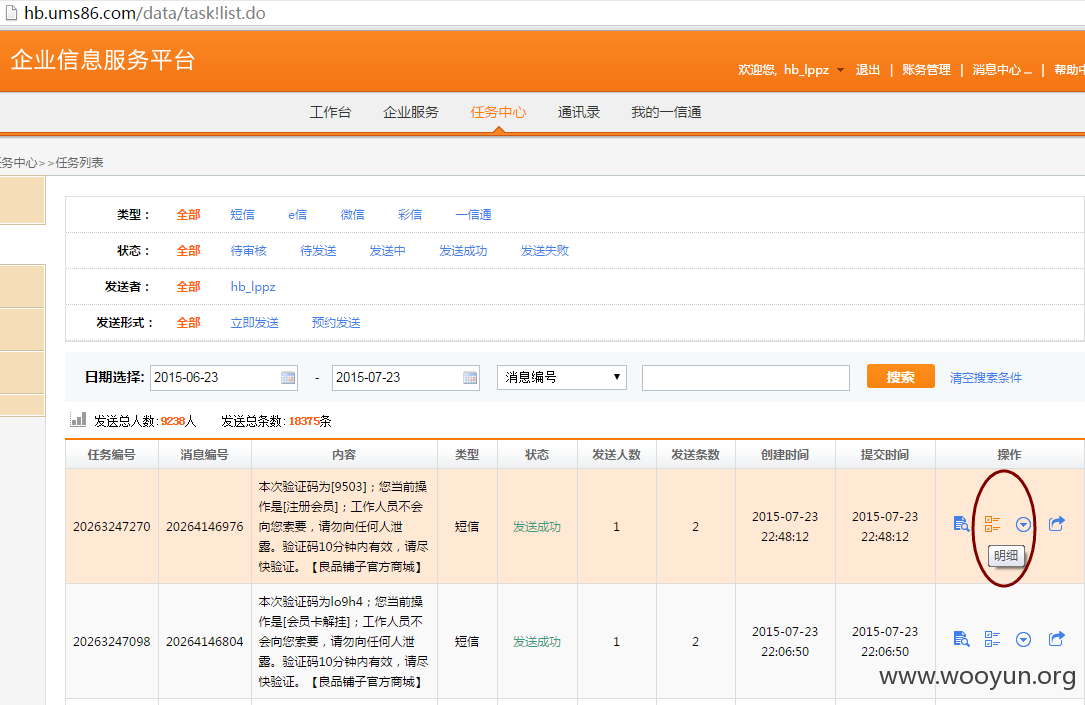 hb.ums86.com/data/task!list.do
企业信息服务平台
欢迎您, hb_lppz 退出 | 账务管理 | 消息中心 | 帮助中
工作台 企业服务 任务中心 通讯录 我的一信通
任务中心>>任务列表
类型： 全部 短信 e信 微信 彩信 一信通
状态： 全部 待审核 待发送 发送中 发送成功 发送失败
发送者： 全部 hb_lppz
发送形式： 全部 立即发送 预约发送
日期选择: 2015-06-23 - 2015-07-23 消息编号 搜索 清空搜索条件
发送总人数:9238人 发送总条数:18375条
任务编号 消息编号 内容 类型 状态 发送人数 发送条数 创建时间 提交时间 操作
本次验证码为[9503]；您当前
操作是[注册会员]；工作人员不会
向您索要，请勿向任何人泄
露。验证码10分钟内有效，请尽
快验证。【良品铺子官方商城】
20263247270 20264146976 短信 发送成功 1 2 2015-07-23 2015-07-23
22:48:12 22:48:12
明细
本次验证码为lo9h4；您当前
操作是[会员卡解挂]；工作人员不
会向您索要，请勿向任何人泄
露。验证码10分钟内有效，请尽
快验证。【良品铺子官方商城】
20263247098 20264146804 短信 发送成功 1 2 2015-07-23 2015-07-23
22:06:50 22:06:50
www.wooyun.org